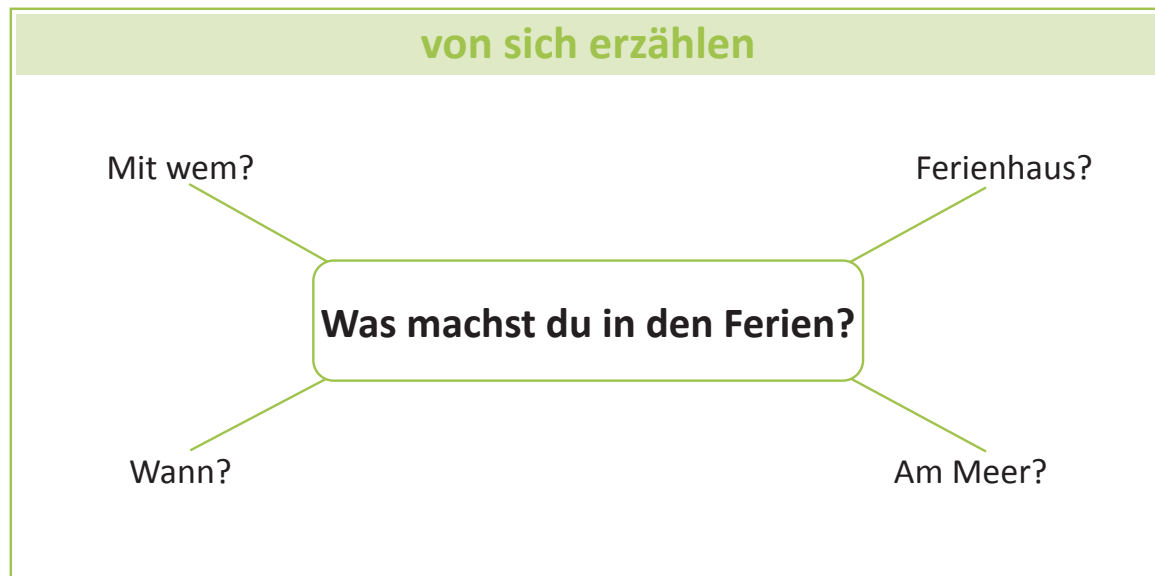 von sich erzählen
Mit wem?
Ferienhaus?
Was machst du in den Ferien?
Wann?
Am Meer?